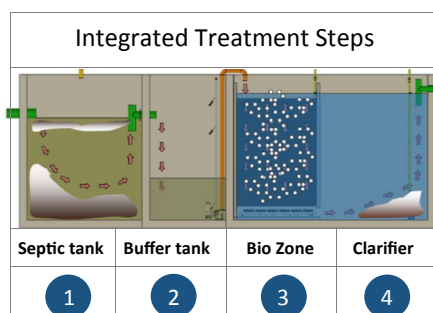 Integrated Treatment Steps
Septic tank Buffer tank Bio Zone Clarifier
1 2 3 4